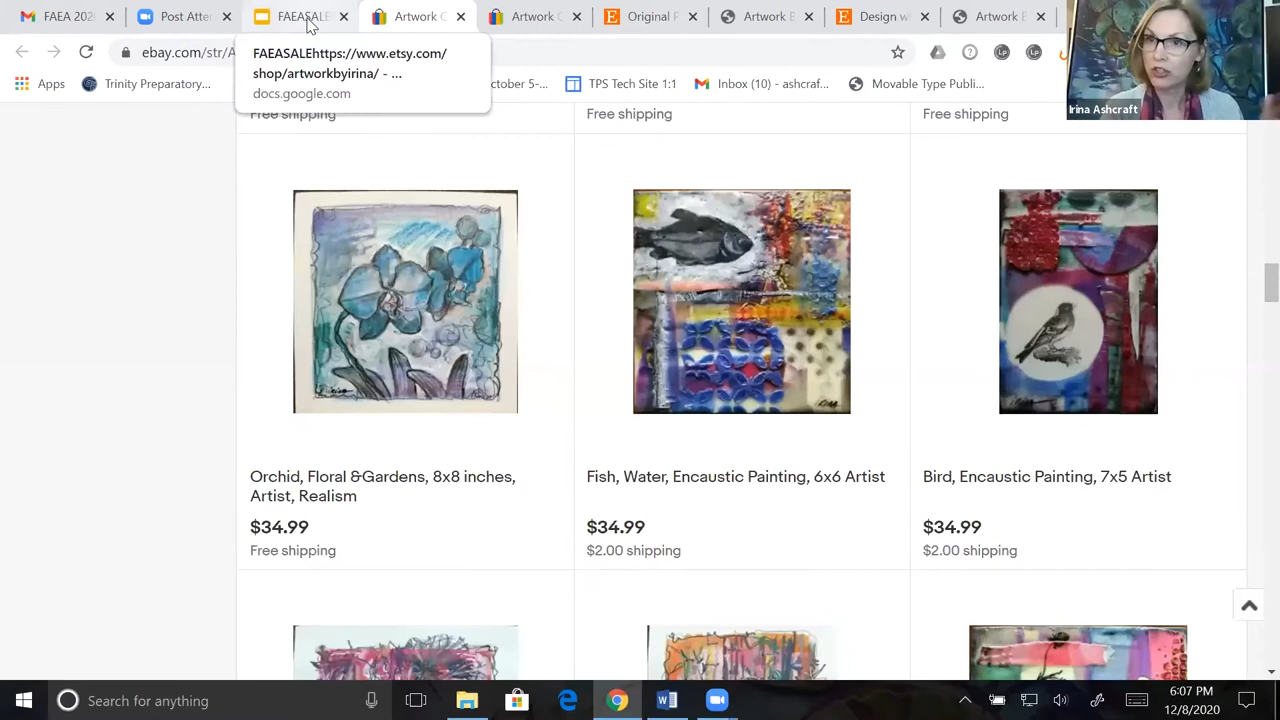 FAEA 202
Post Atter
FAEASALE
Artwork C
Artwork C
Original P
Artwork B
Design w
Artwork B
ebay.com/str/A
FAEASALEhttps://www.etsy.com/
shop/artworkbyirina/ - ...
docs.google.com
Apps
Trinity Preparatory...
ctober 5-...
TPS Tech Site 1:1
Inbox (10) - ashcraf...
Movable Type Publi...
Irina Ashcraft
Free shipping
Free shipping
Free shipping
Orchid, Floral &Gardens, 8x8 inches,
Artist, Realism
$34.99
Free shipping
Fish, Water, Encaustic Painting, 6x6 Artist
$34.99
$2.00 shipping
Bird, Encaustic Painting, 7x5 Artist
$34.99
$2.00 shipping
Search for anything
6:07 PM
12/8/2020